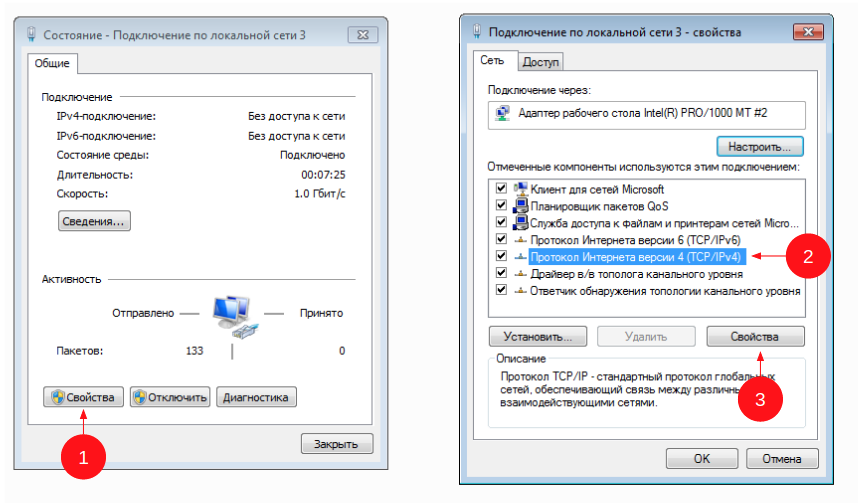 Состояние - Подключение по локальной сети 3
Общие
Подключение
IPv4-подключение: Без доступа к сети
IPv6-подключение: Без доступа к сети
Состояние среды: Подключено
Длительность: 00:07:25
Скорость: 1.0 Гбит/с
Сведения...
Активность
Отправлено — — Принято
Пакетов: 133 | 0
Свойства Отключить Диагностика
1
Закрыть
Подключение по локальной сети 3 - свойства
Сеть Доступ
Подключение через:
Адаптер рабочего стола Intel(R) PRO/1000 MT #2
Настроить...
Отмеченные компоненты используются этим подключением:
Клиент для сетей Microsoft
Планировщик пакетов QoS
Служба доступа к файлам и принтерам сетей Micro...
Протокол Интернета версии 6 (TCP/IPv6)
Протокол Интернета версии 4 (TCP/IPv4)
2
Драйвер в/в тополога канального уровня
Ответчик обнаружения топологии канального уровня
Установить... Удалить Свойства
Описание
Протокол TCP/IP - стандартный протокол
сетей, обеспечивающий связь между
взаимодействующими сетями.
3
OK Отмена